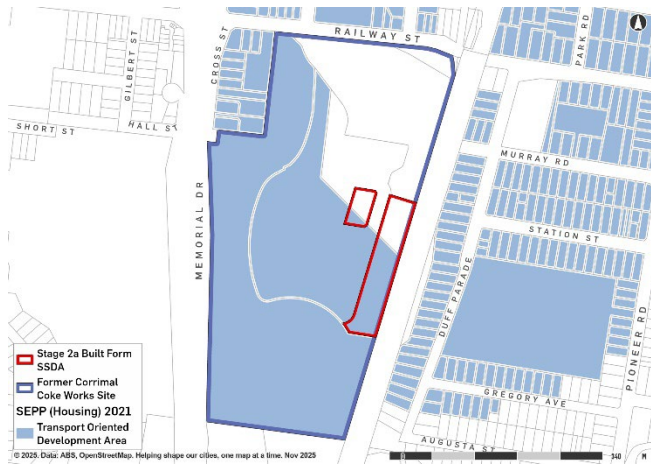 RAILWAY ST
GILBERT ST
CROSS ST
PARK RD
SHORT ST
HALL ST
MURRAY RD
STATION ST
MEMORIAL DR
DUFF PARADE
PIONEER RD
GREGORY AVE
AUGUSTA ST
Stage 2a Built Form
SSDA
Former Corrimal
Coke Works Site
SEPP (Housing) 2021
Transport Oriented
Development Area
© 2025. Data: ABS, OpenStreetMap. Helping shape our cities, one map at a time. Nov 2025
0
M